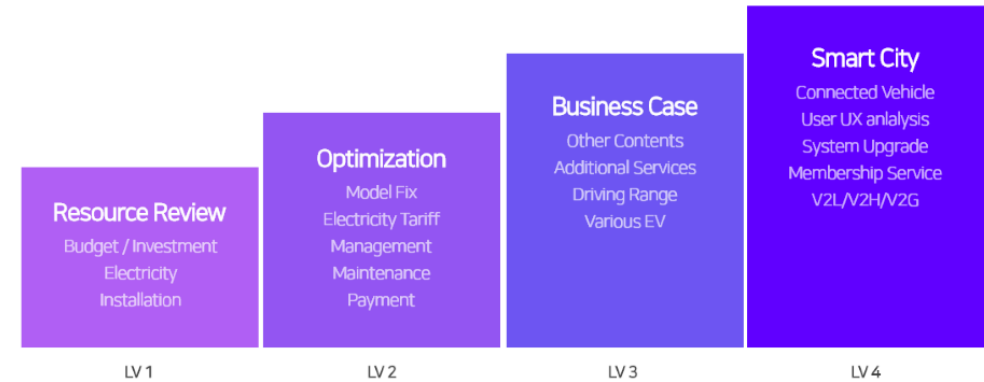 Resource Review
Budget / Investment
Electricity
Installation
LV 1
Optimization
Model Fix
Electricity Tariff
Management
Maintenance
Payment
LV 2
Business Case
Other Contents
Additional Services
Driving Range
Various EV
LV 3
Smart City
Connected Vehicle
User UX anlalysis
System Upgrade
Membership Service
V2L/V2H/V2G
LV 4